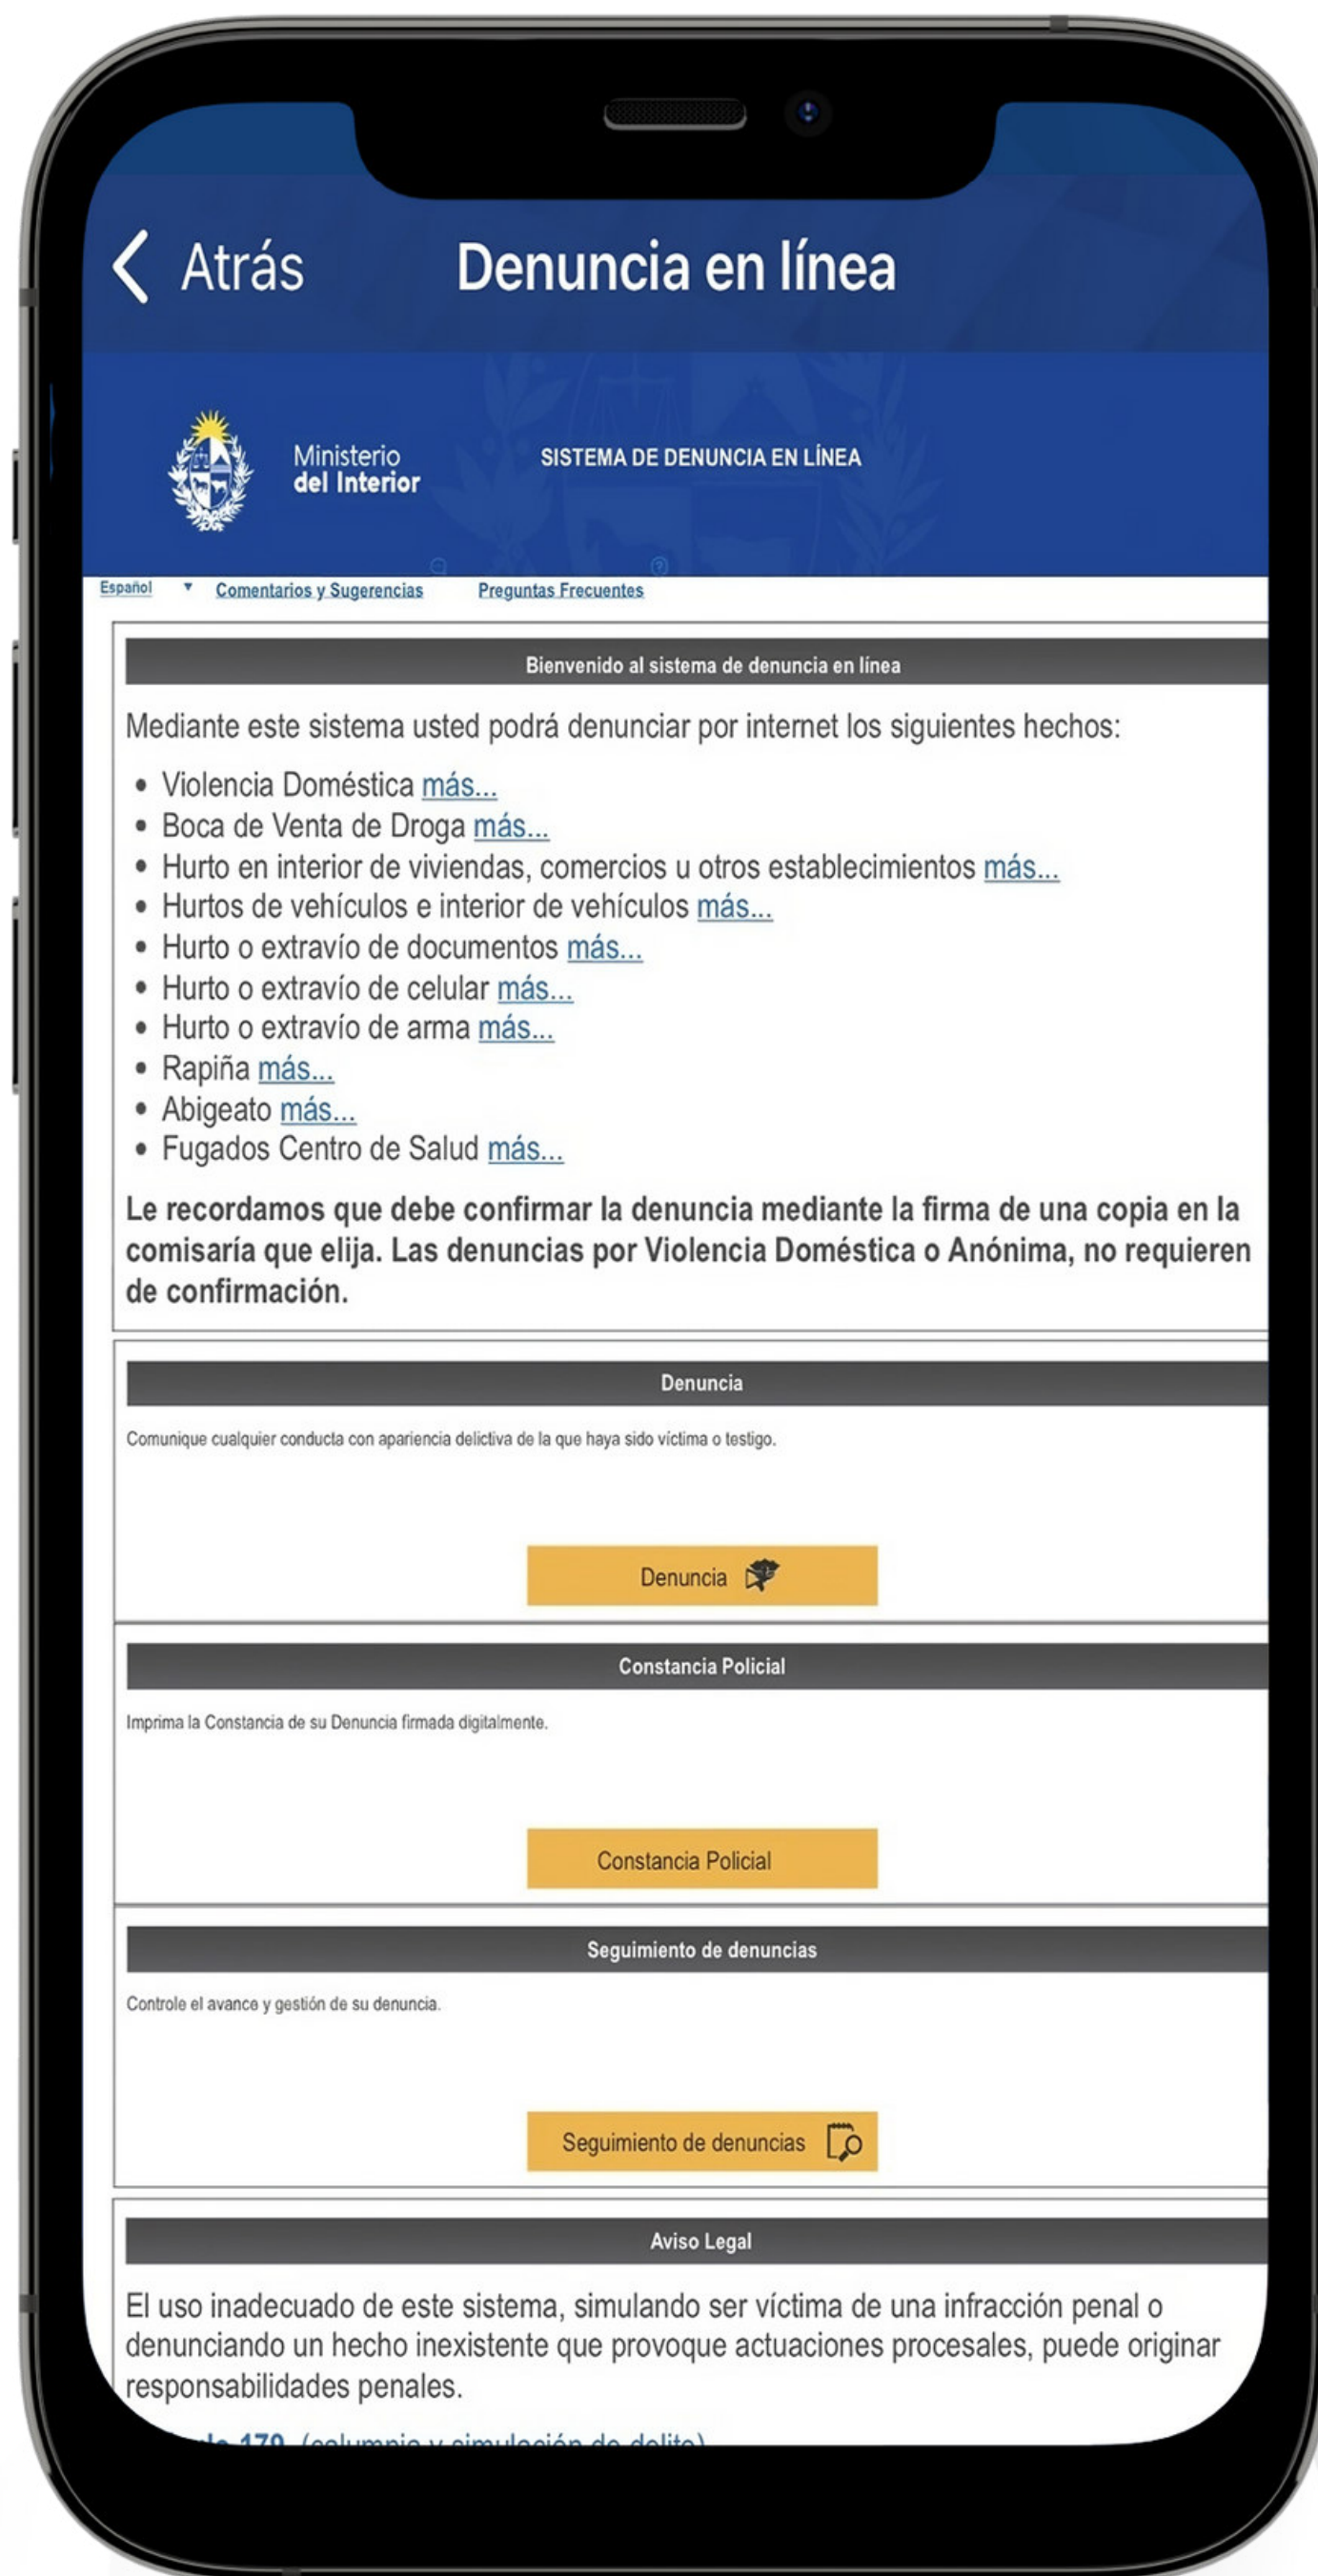 Atrás
Denuncia en línea
Ministerio
del Interior
SISTEMA DE DENUNCIA EN LÍNEA
Español
Comentarios y Sugerencias
Preguntas Frecuentes
Bienvenido al sistema de denuncia en línea
Mediante este sistema usted podrá denunciar por internet los siguientes hechos:
• Violencia Doméstica más...
• Boca de Venta de Droga más...
• Hurto en interior de viviendas, comercios u otros establecimientos más...
• Hurtos de vehículos e interior de vehículos más...
• Hurto o extravío de documentos más...
• Hurto o extravío de celular más...
• Hurto o extravío de arma más...
• Rapiña más...
• Abigeato más...
• Fugados Centro de Salud más...
Le recordamos que debe confirmar la denuncia mediante la firma de una copia en la
comisaría que elija. Las denuncias por Violencia Doméstica o Anónima, no requieren
de confirmación.
Denuncia
Comunique cualquier conducta con apariencia delictiva de la que haya sido víctima o testigo.
Denuncia
Constancia Policial
Imprima la Constancia de su Denuncia firmada digitalmente.
Constancia Policial
Seguimiento de denuncias
Controle el avance y gestión de su denuncia.
Seguimiento de denuncias
Aviso Legal
El uso inadecuado de este sistema, simulando ser víctima de una infracción penal o
denunciando un hecho inexistente que provoque actuaciones procesales, puede originar
responsabilidades penales.
179 (calumnia y simulación de delito)